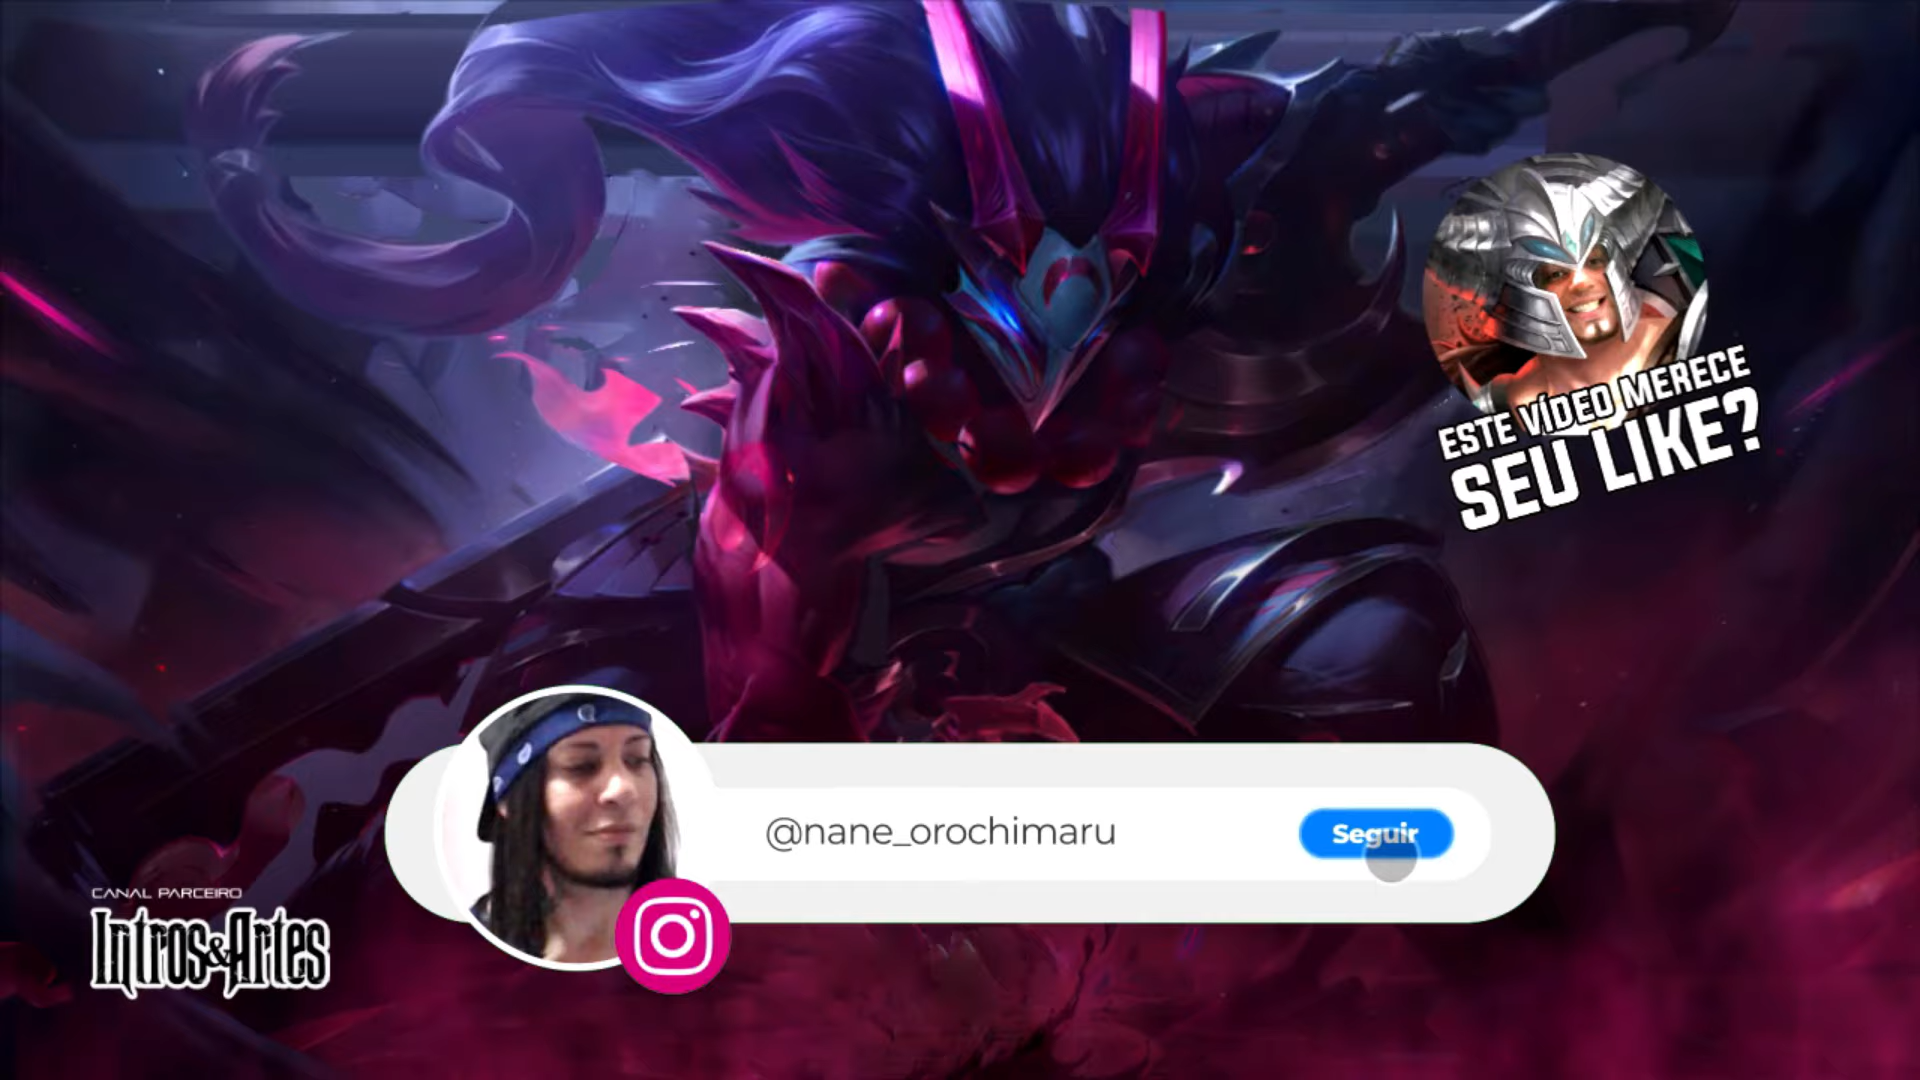 ESTE VÍDEO MERECE
SEU LIKE?
@nane_orochimaru
Seguir
CANAL PARCEIRO
Intros&Artes